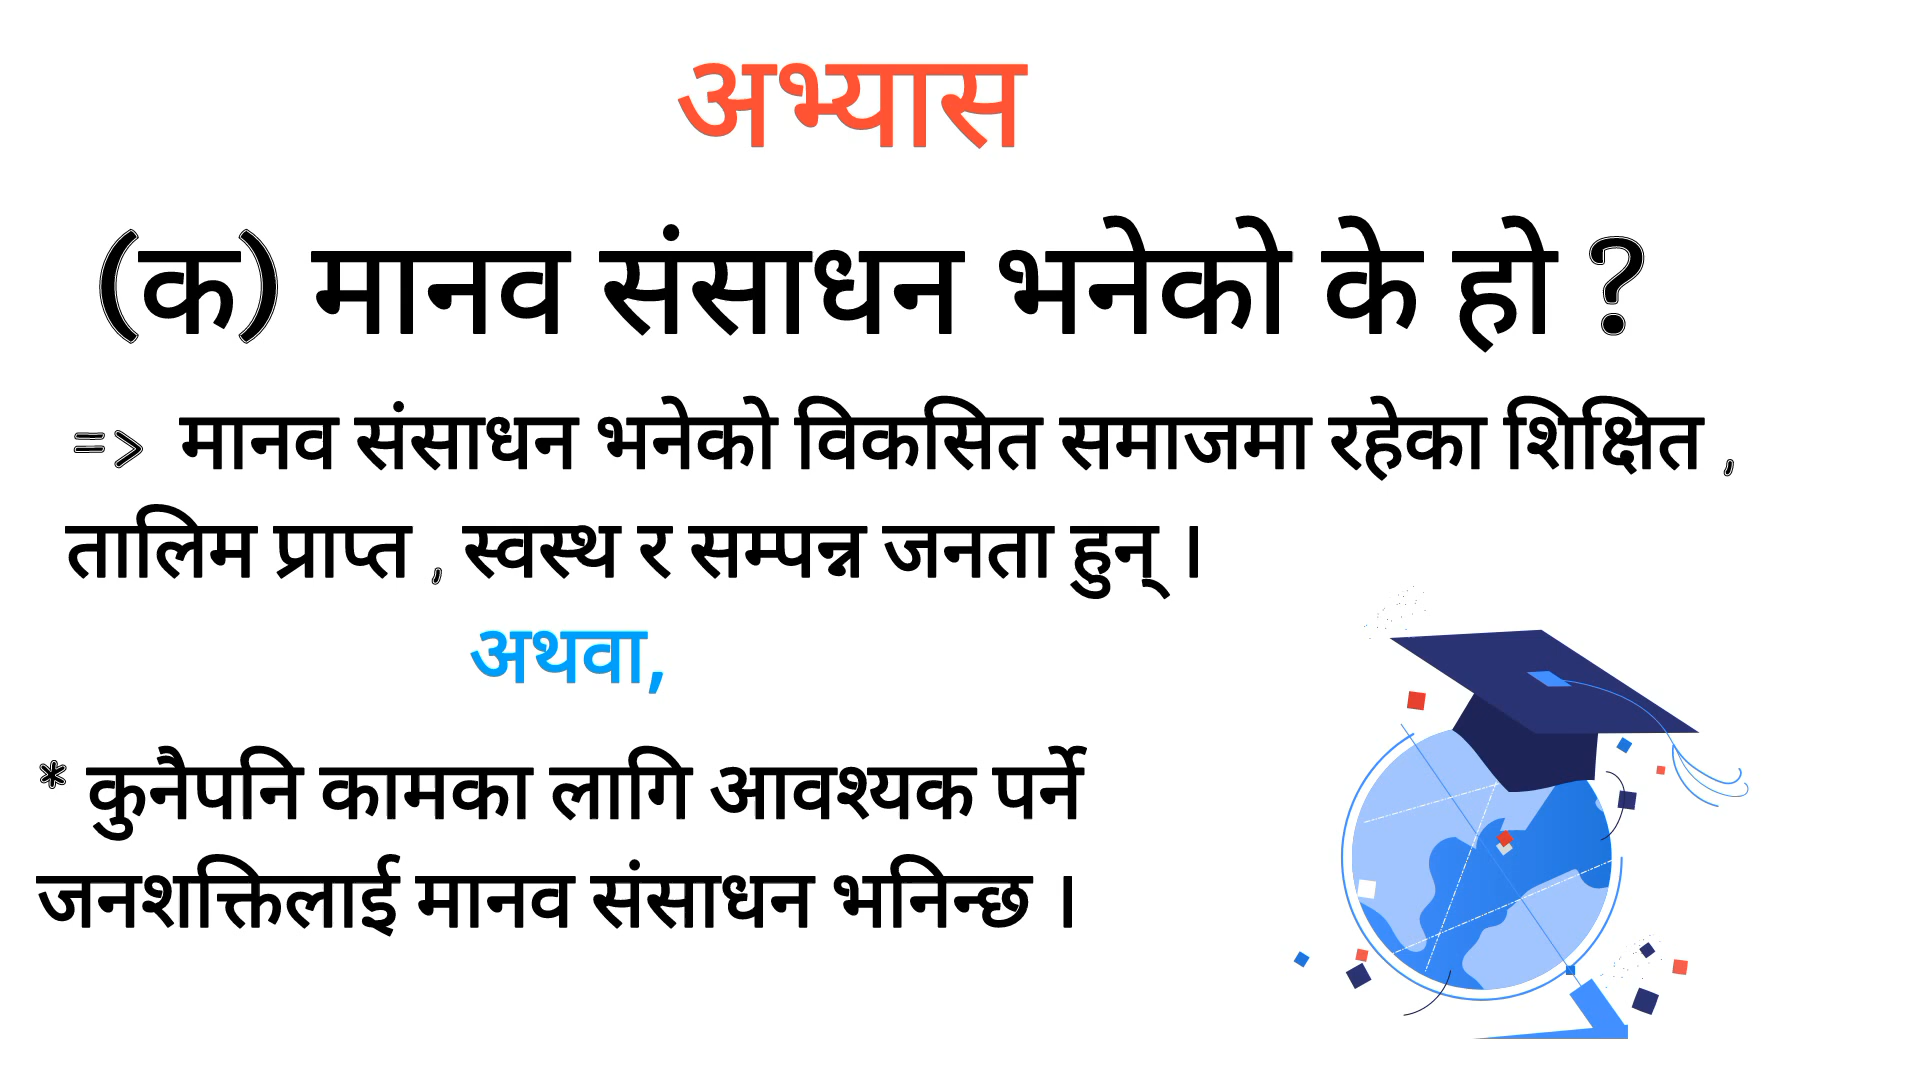 अभ्यास
(क) मानव संसाधन भनेको के हो ?
=> मानव संसाधन भनेको विकसित समाजमा रहेका शिक्षित ,
तालिम प्राप्त , स्वस्थ र सम्पन्न जनता हुन् ।
अथवा,
* कुनैपनि कामका लागि आवश्यक पर्ने
जनशक्तिलाई मानव संसाधन भनिन्छ ।